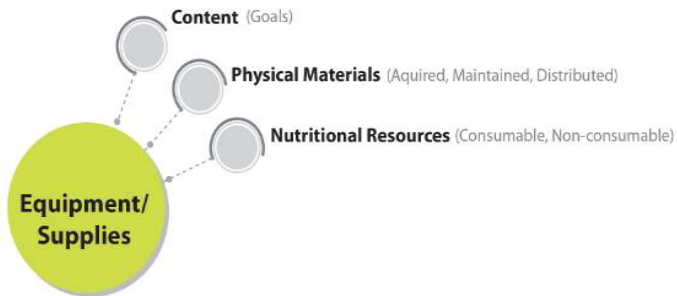 Content (Goals)
Physical Materials (Aquired, Maintained, Distributed)
Nutritional Resources (Consumable, Non-consumable)
Equipment/
Supplies